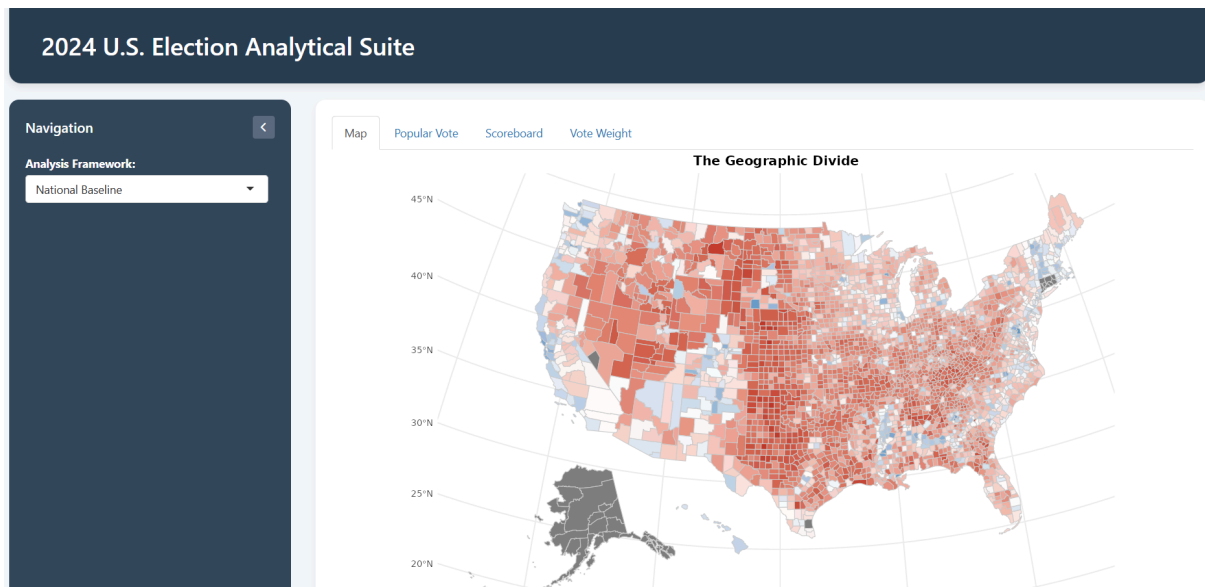 2024 U.S. Election Analytical Suite
Navigation
Analysis Framework:
National Baseline
Map Popular Vote Scoreboard Vote Weight
The Geographic Divide
45°N
40°N
35°N
30°N
25°N
20°N